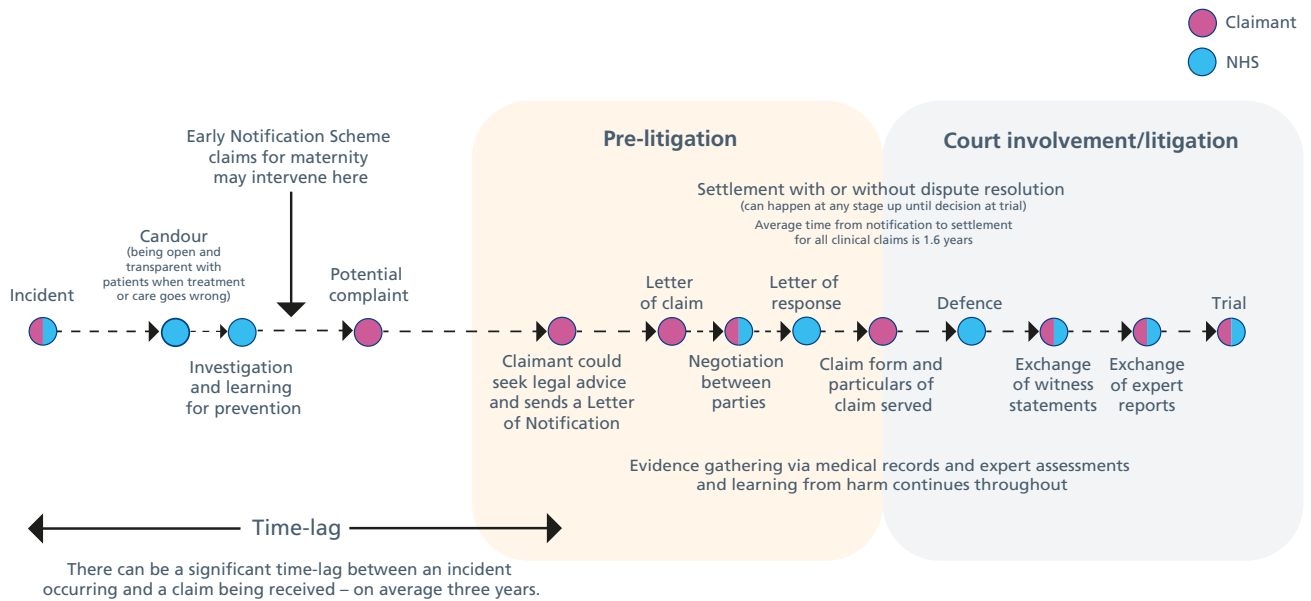 Claimant
NHS
Pre-litigation
Court involvement/litigation
Early Notification Scheme
claims for maternity
may intervene here
Settlement with or without dispute resolution
(can happen at any stage up until decision at trial)
Average time from notification to settlement
for all clinical claims is 1.6 years
Incident
Candour
(being open and
transparent with
patients when treatment
or care goes wrong)
Investigation
and learning
for prevention
Potential
complaint
Claimant could
seek legal advice
and sends a Letter
of Notification
Letter
of claim
Negotiation
between
parties
Letter of
response
Claim form and
particulars of
claim served
Defence
Exchange
of witness
statements
Exchange
of expert
reports
Trial
Evidence gathering via medical records and expert assessments
and learning from harm continues throughout
Time-lag
There can be a significant time-lag between an incident
occurring and a claim being received – on average three years.